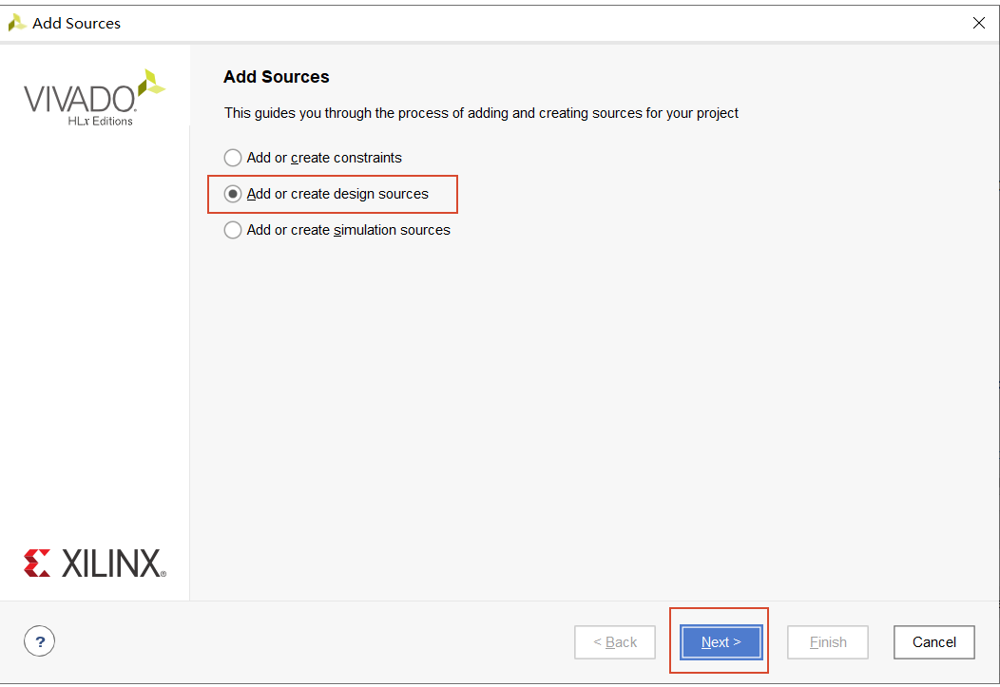 Add Sources
VIVADO.
HLx Editions
Add Sources
This guides you through the process of adding and creating sources for your project
Add or create constraints
Add or create design sources
Add or create simulation sources
XILINX®
?
< Back
Next >
Finish
Cancel